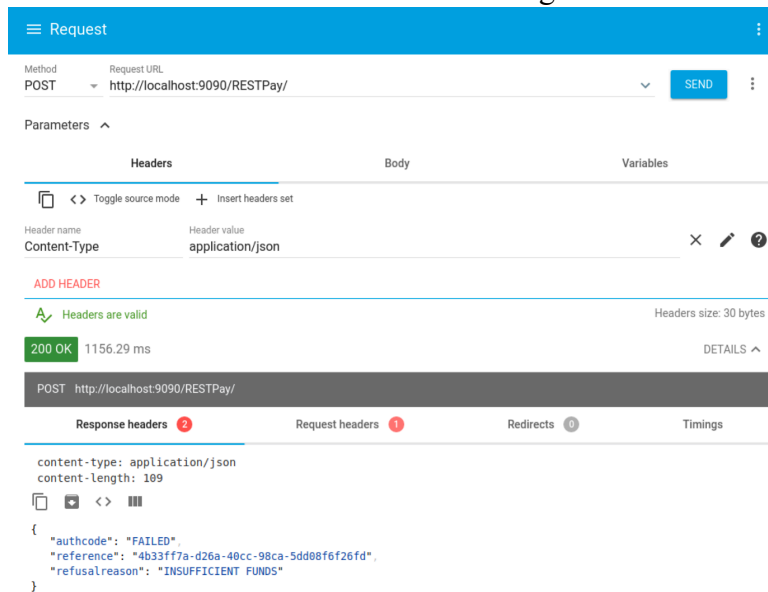 Request
Method
Request URL
POST
http://localhost:9090/RESTPay/
SEND
Parameters
Headers
Body
Variables
Toggle source mode
Insert headers set
Header name
Header value
Content-Type
application/json
ADD HEADER
Headers are valid
Headers size: 30 bytes
200 OK
1156.29 ms
DETAILS
POST http://localhost:9090/RESTPay/
Response headers 2
Request headers 1
Redirects 0
Timings
content-type: application/json
content-length: 109
{
"authcode": "FAILED",
"reference": "4b33ff7a-d26a-40cc-98ca-5dd08f6f26fd",
"refusalreason": "INSUFFICIENT FUNDS"
}